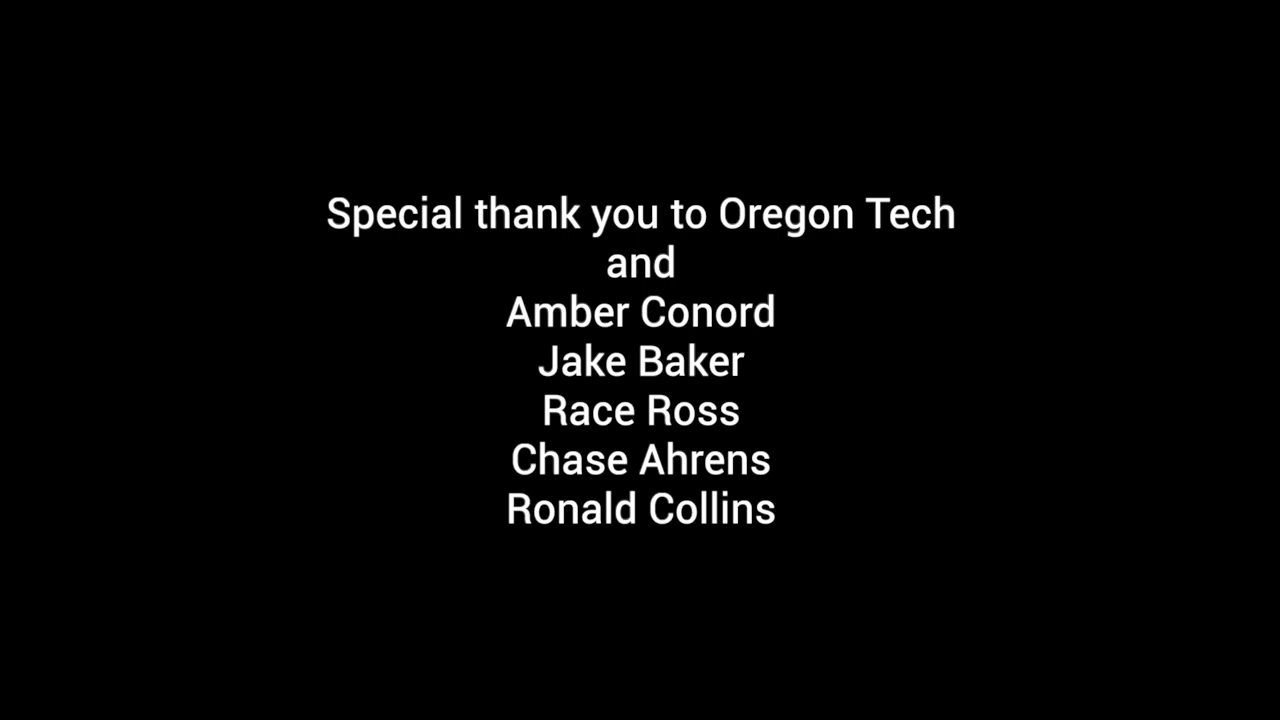 Special thank you to Oregon Tech
and
Amber Conord
Jake Baker
Race Ross
Chase Ahrens
Ronald Collins